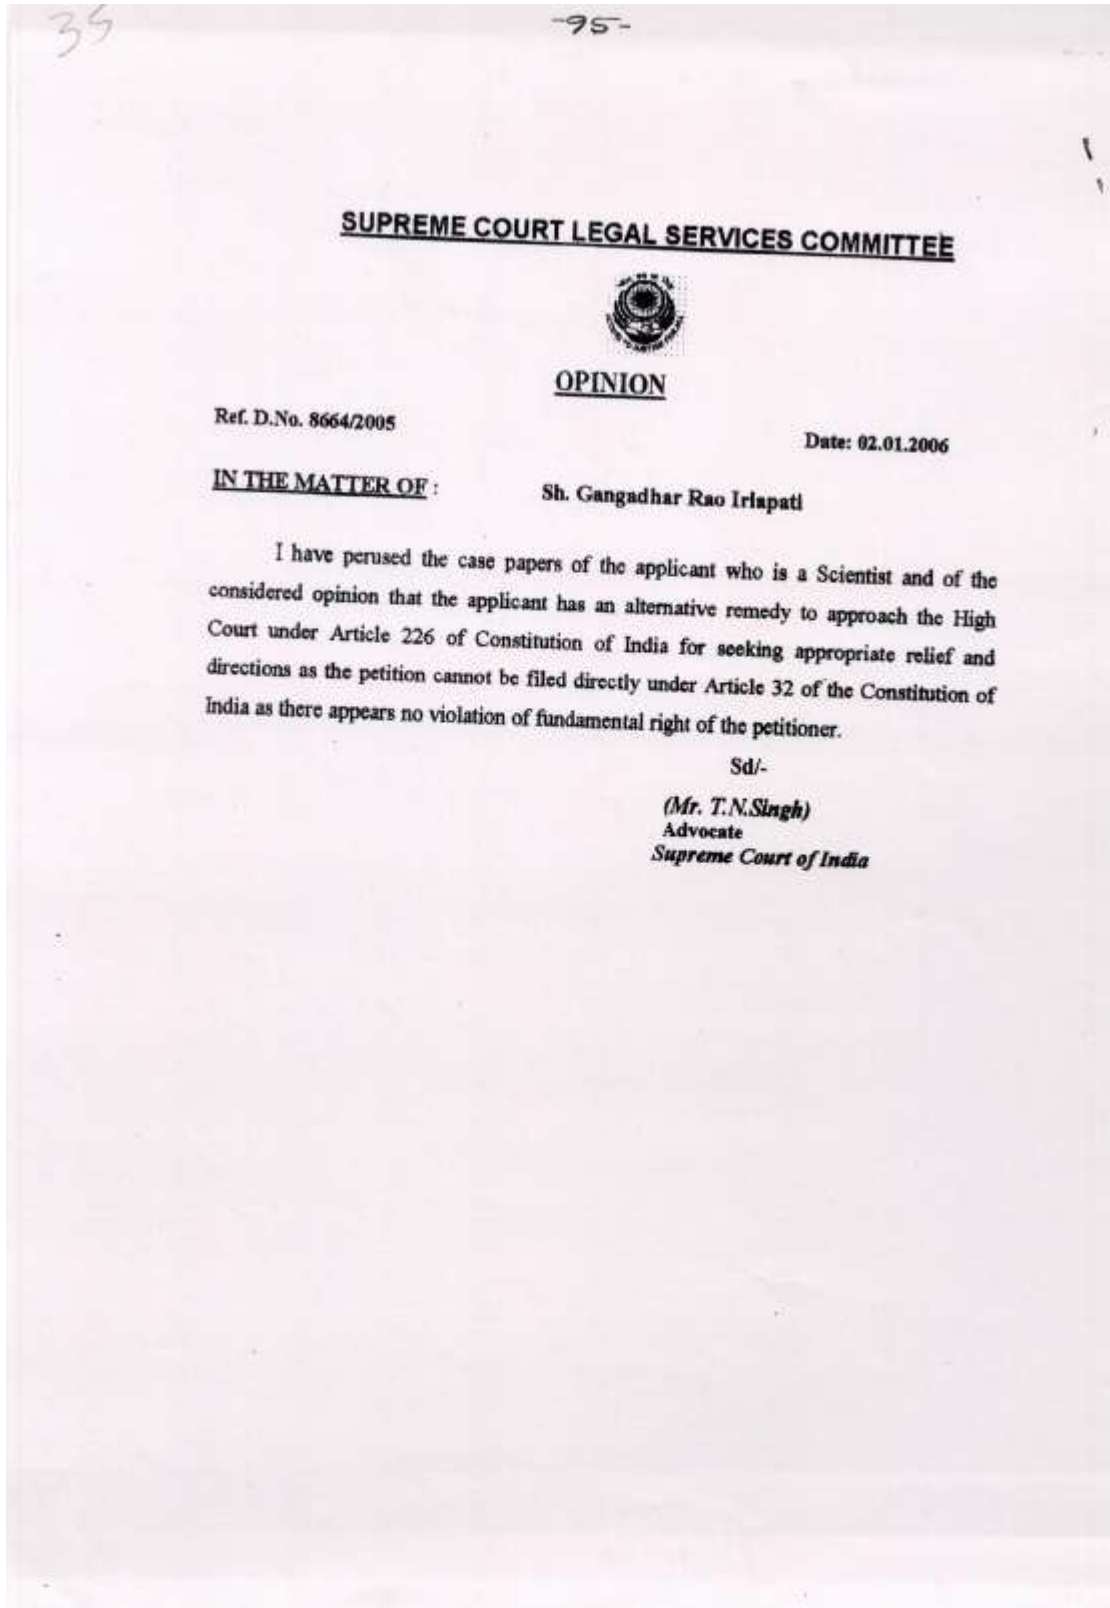 35
-95-
SUPREME COURT LEGAL SERVICES COMMITTEE
OPINION
Ref. D.No. 8664/2005
Date: 02.01.2006
IN THE MATTER OF :
Sh. Gangadhar Rao Irlapati
I have perused the case papers of the applicant who is a Scientist and of the
considered opinion that the applicant has an alternative remedy to approach the High
Court under Article 226 of Constitution of India for seeking appropriate relief and
directions as the petition cannot be filed directly under Article 32 of the Constitution of
India as there appears no violation of fundamental right of the petitioner.
Sd/-
(Mr. T.N.Singh)
Advocate
Supreme Court of India